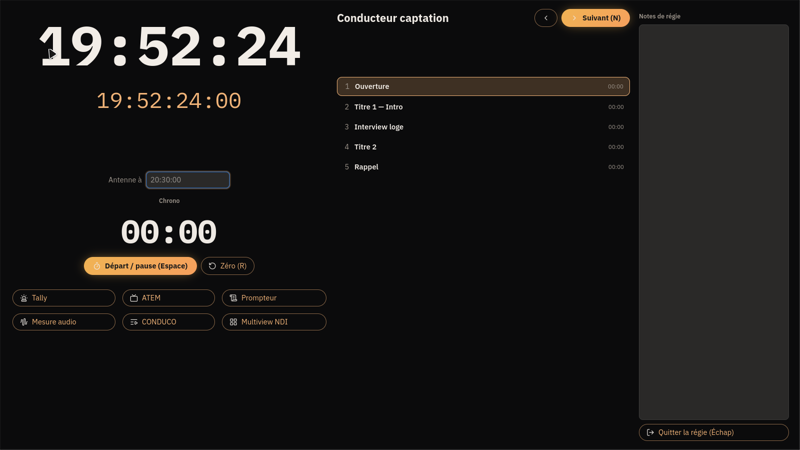 19:52:24
19:52:24:00
Antenne à 20:30:00
Chrono
00:00
Départ / pause (Espace)
Zéro (R)
Tally
ATEM
Prompteur
Mesure audio
CONDUCO
Multiview NDI
Conducteur captation
Suivant (N)
1 Ouverture 00:00
2 Titre 1 — Intro 00:00
3 Interview loge 00:00
4 Titre 2 00:00
5 Rappel 00:00
Notes de régie
Quitter la régie (Échap)